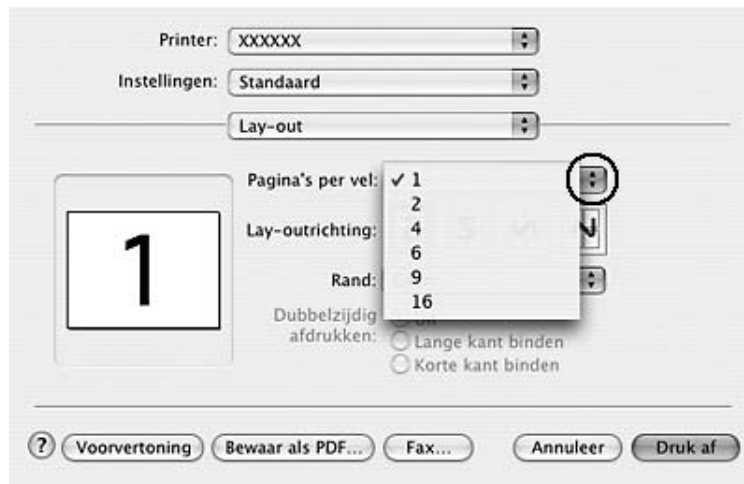 Printer: XXXXXX
Instellingen: Standaard
Lay-out
Pagina's per vel: ✓ 1
2
Lay-outrichting: 4
6
Rand: 9
16
Dubbelzijdig
afdrukken:
Lange kant binden
Korte kant binden
1
? Voorvertoning Bewaar als PDF... Fax... Annuleer Druk af